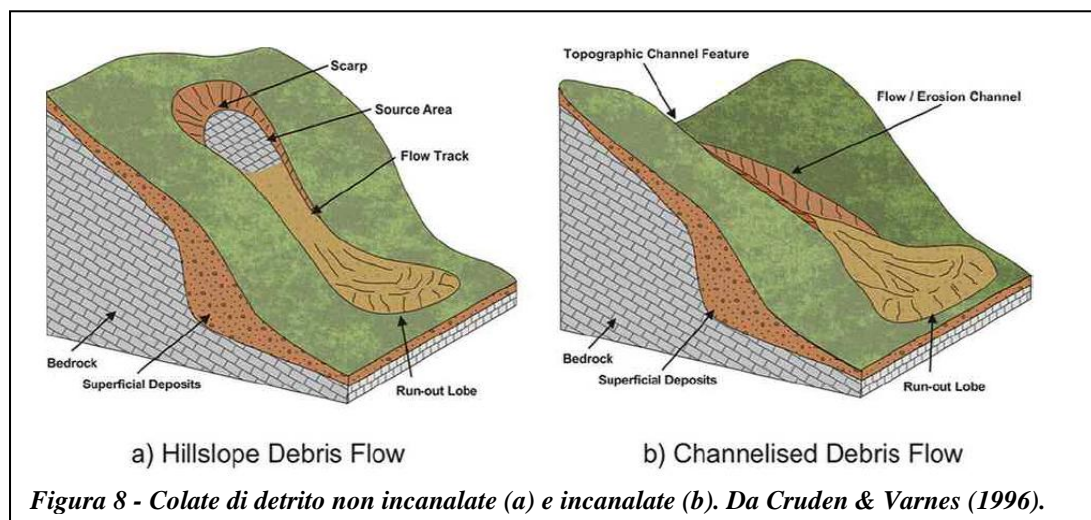 Scarp
Source Area
Flow Track
Bedrock
Superficial Deposits
Run-out Lobe
a) Hillslope Debris Flow
Topographic Channel Feature
Flow / Erosion Channel
Bedrock
Superficial Deposits
Run-out Lobe
b) Channelised Debris Flow
Figura 8 - Colate di detrito non incanalate (a) e incanalate (b). Da Cruden & Varnes (1996).